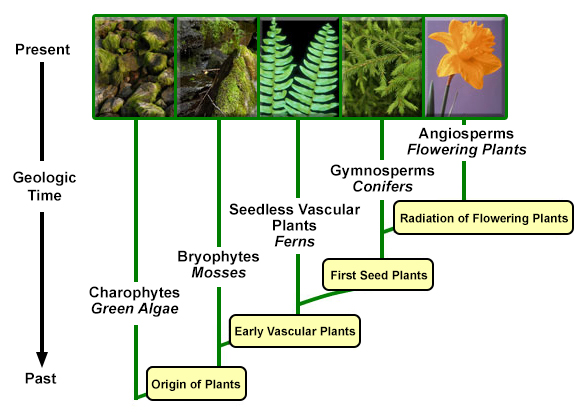 Present
Geologic
Time
Past
Angiosperms
Flowering Plants
Gymnosperms
Conifers
Seedless Vascular
Plants
Ferns
Bryophytes
Mosses
Charophytes
Green Algae
Radiation of Flowering Plants
First Seed Plants
Early Vascular Plants
Origin of Plants